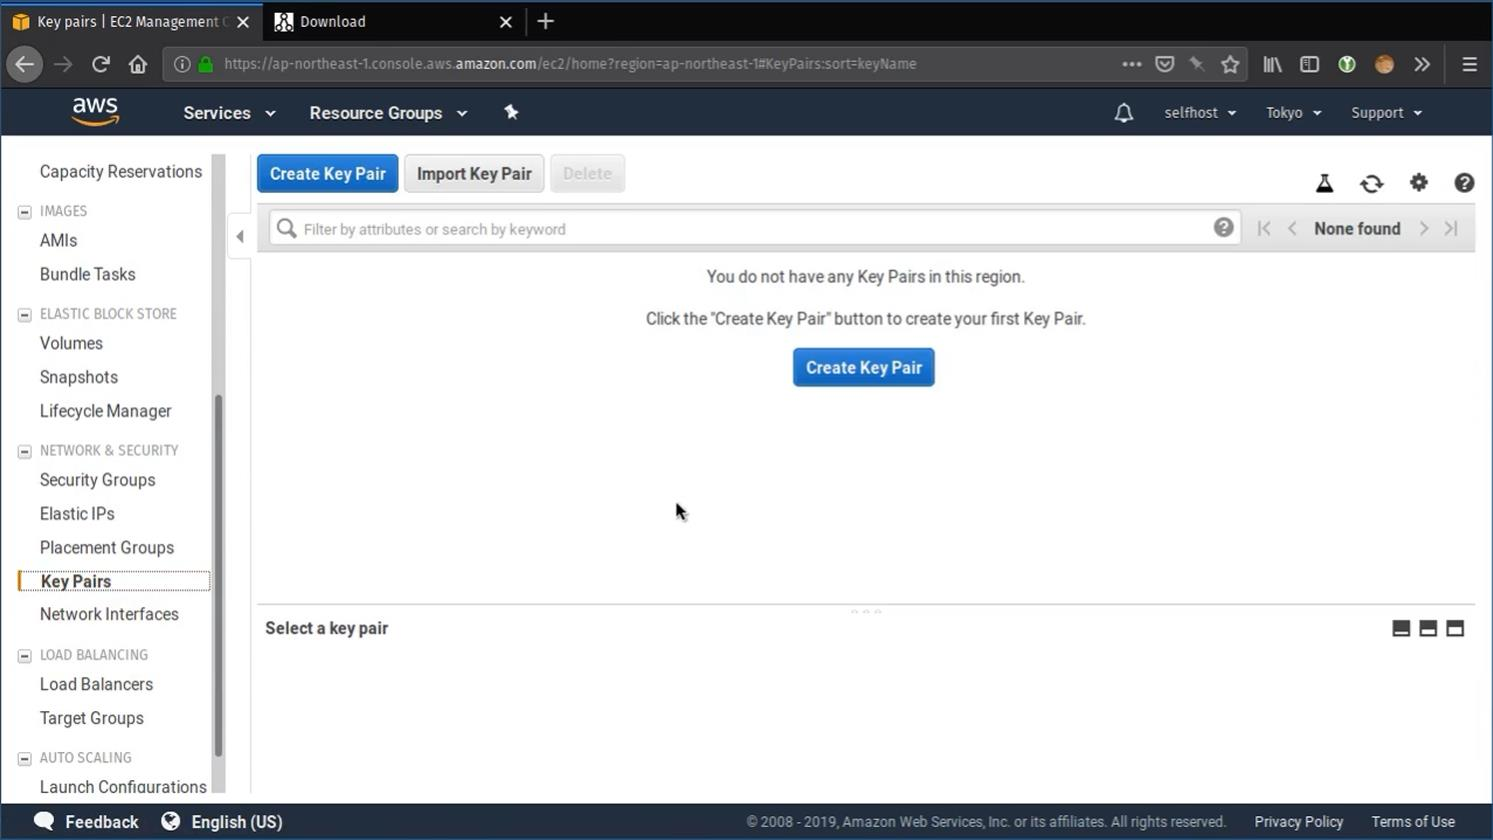 Key pairs | EC2 Management C
Download
https://ap-northeast-1.console.aws.amazon.com/ec2/home?region=ap-northeast-1#KeyPairs:sort=keyName
aws
Services
Resource Groups
selfhost
Tokyo
Support
Capacity Reservations
IMAGES
AMIs
Bundle Tasks
ELASTIC BLOCK STORE
Volumes
Snapshots
Lifecycle Manager
NETWORK & SECURITY
Security Groups
Elastic IPs
Placement Groups
Key Pairs
Network Interfaces
LOAD BALANCING
Load Balancers
Target Groups
AUTO SCALING
Launch Configurations
Create Key Pair
Import Key Pair
Delete
Filter by attributes or search by keyword
None found
You do not have any Key Pairs in this region.
Click the "Create Key Pair" button to create your first Key Pair.
Create Key Pair
Select a key pair
Feedback
English (US)
© 2008 - 2019, Amazon Web Services, Inc. or its affiliates. All rights reserved.
Privacy Policy
Terms of Use